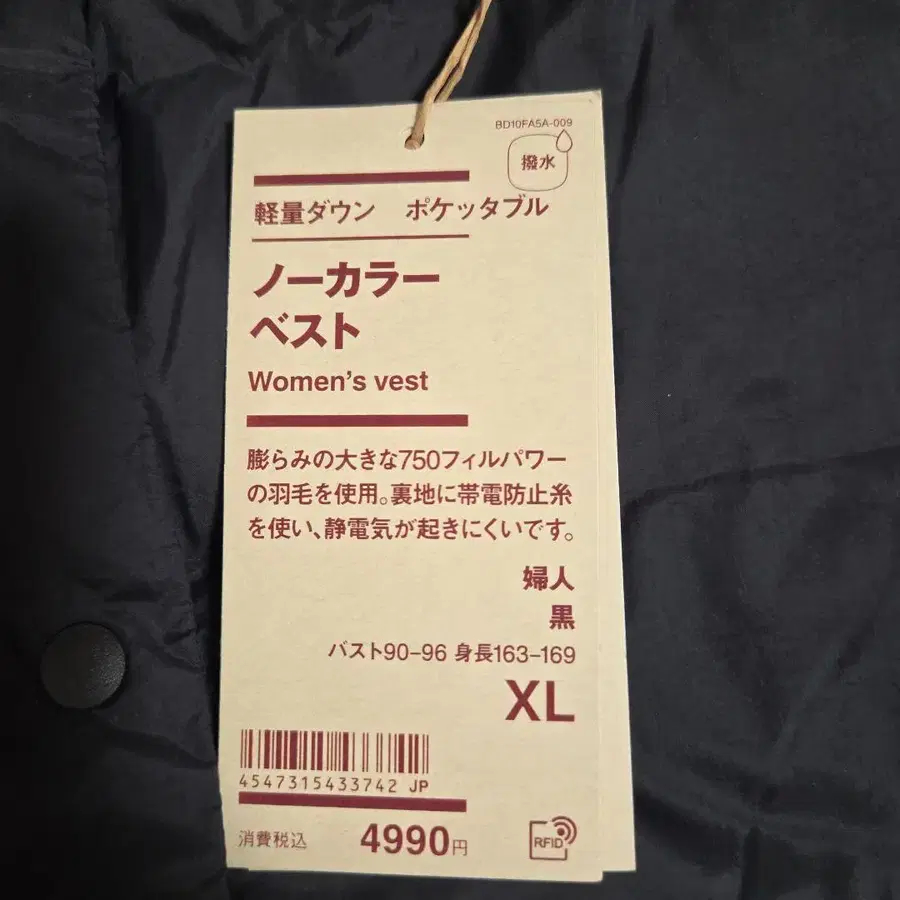 BD10FA5A-009
撥水
軽量ダウン ポケッタブル
ノーカラー
ベスト
Women's vest
膨らみの大きな750フィルパワー
の羽毛を使用。裏地に帯電防止糸
を使い、静電気が起きにくいです。
婦人
黒
バスト90-96 身長163-169
XL
4547315433742 JP
消費税込 4990円
RFID